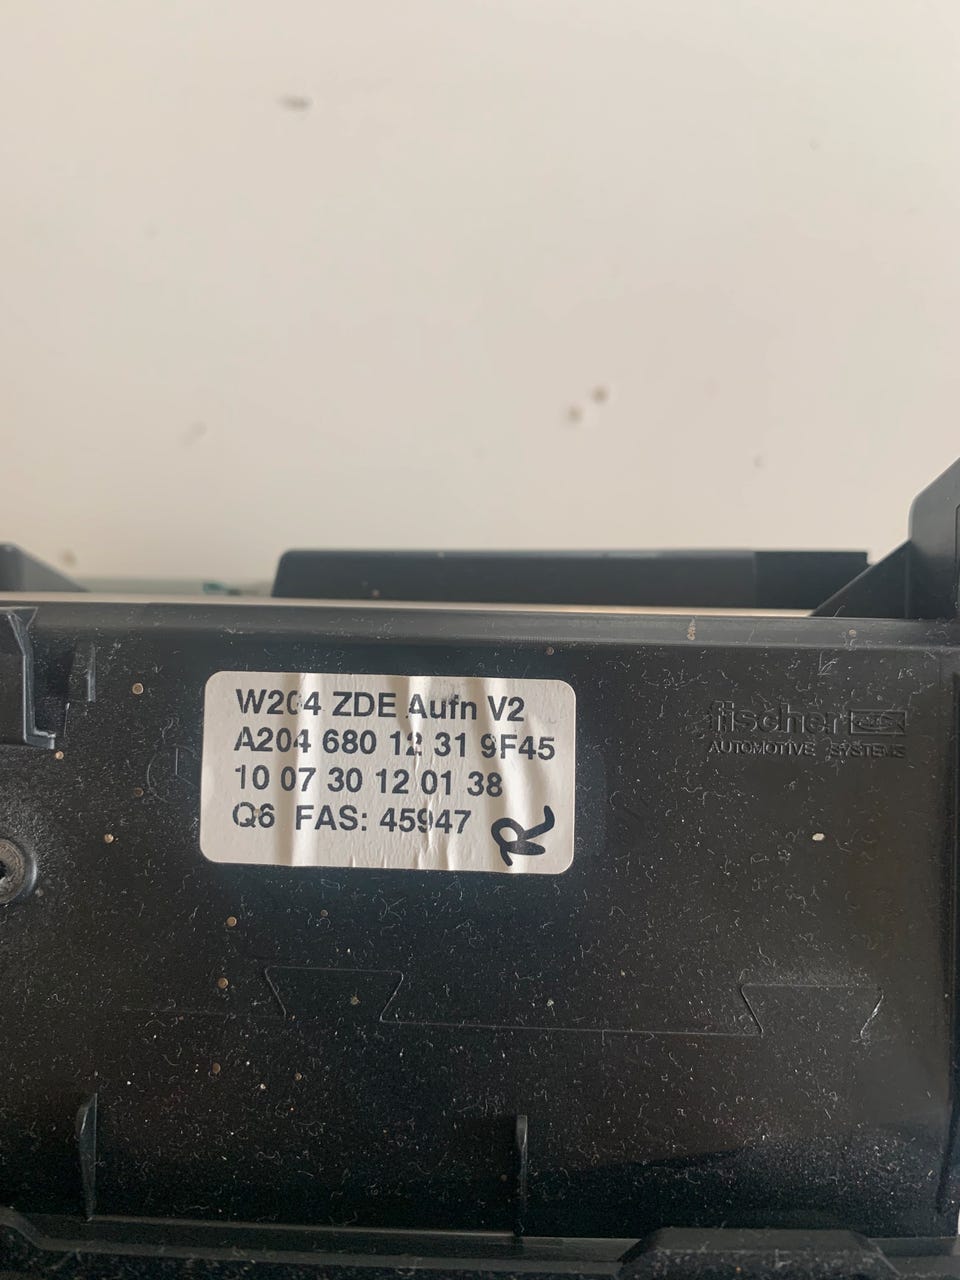 W204 ZDE Aufn V2
A204 680 12 31 9F45
10 07 30 12 01 38
Q6 FAS: 45947
R
fischer
AUTOMOTIVE SYSTEMS